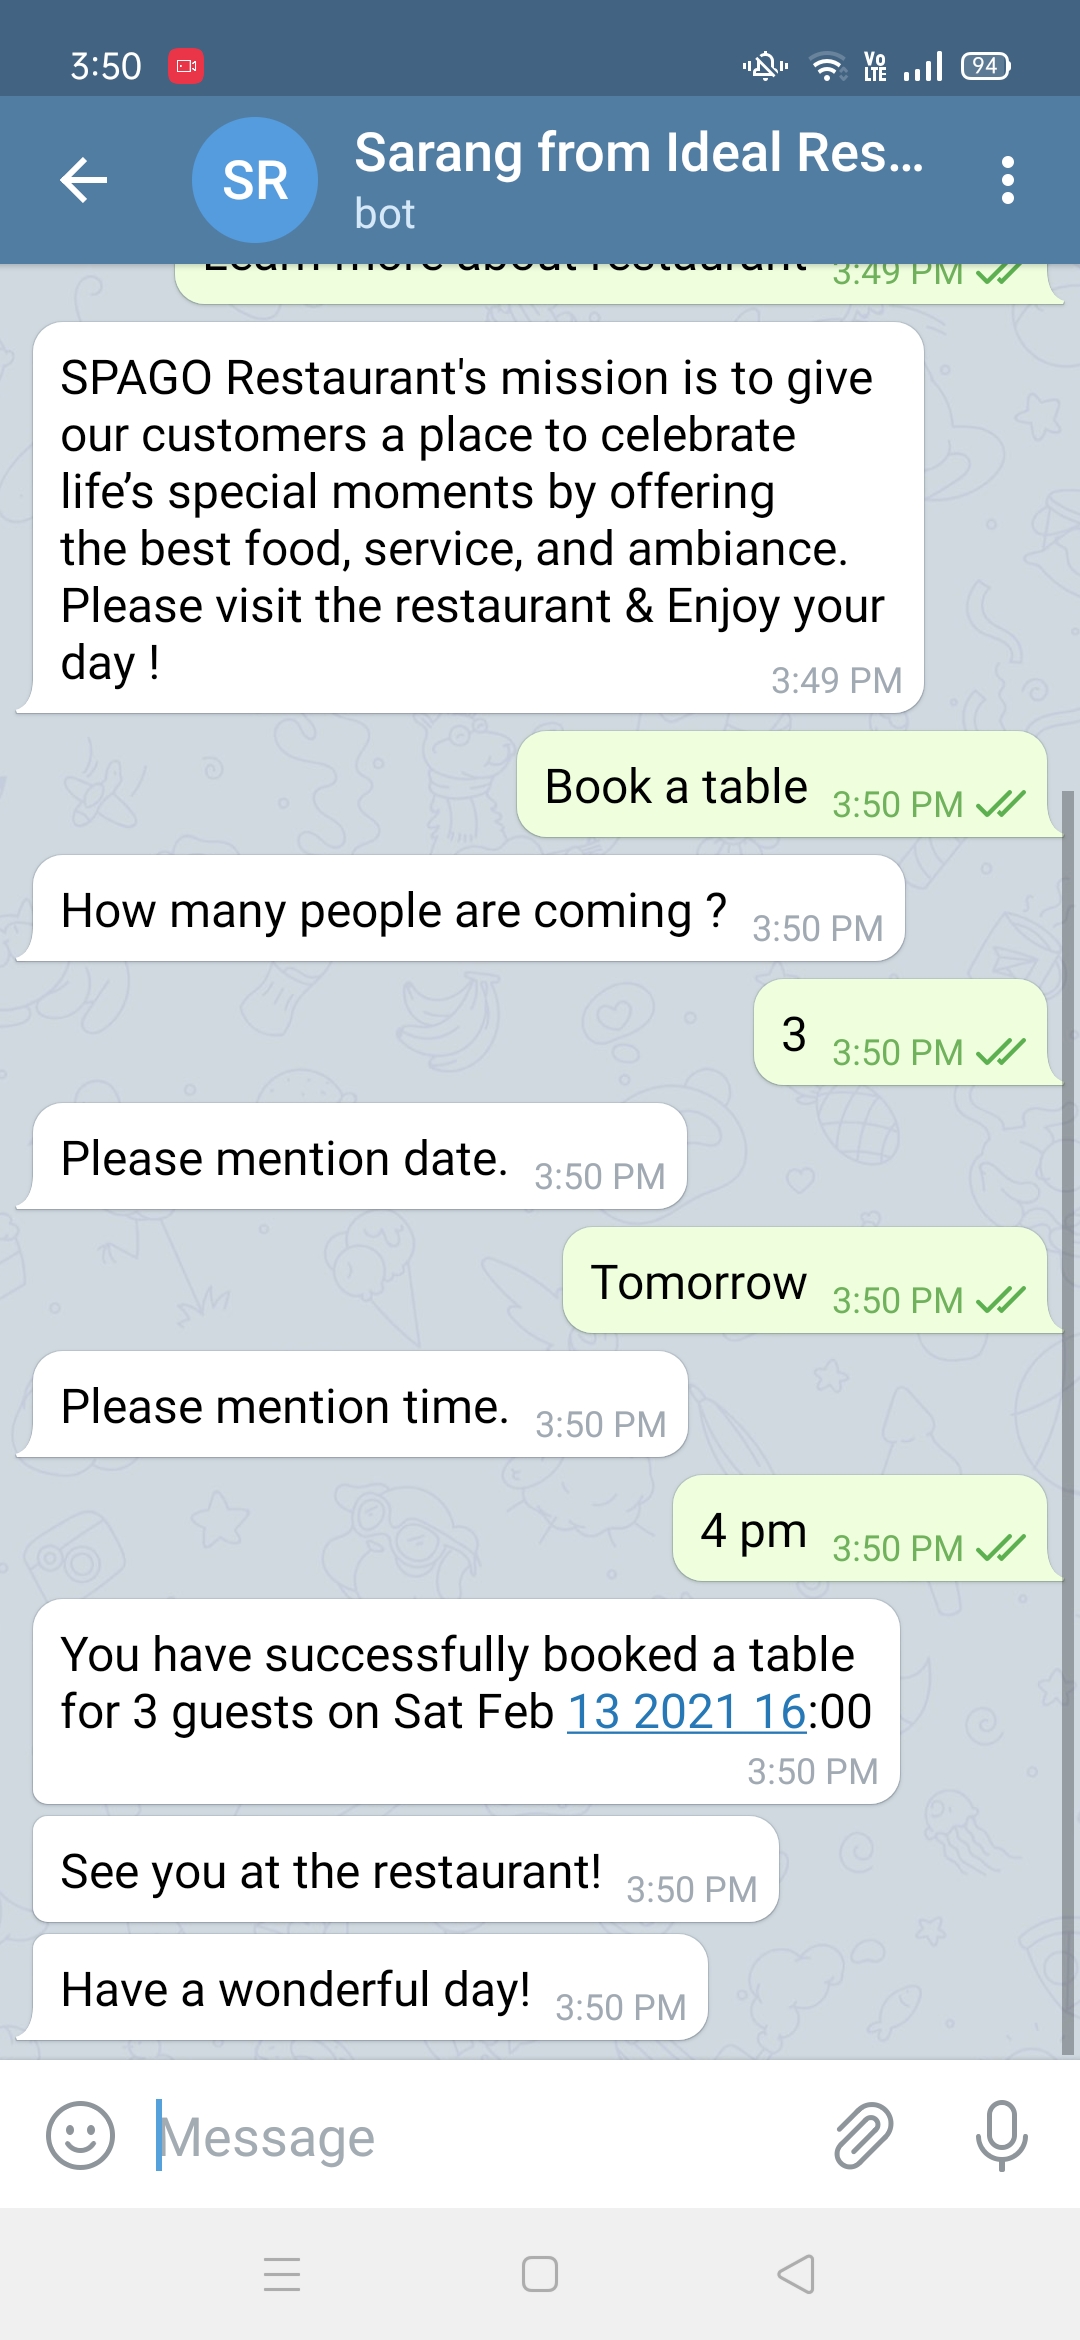 3:50
Vo
LTE
94
SR
Sarang from Ideal Res...
bot
Learn more about restaurant 3:49 PM
SPAGO Restaurant's mission is to give
our customers a place to celebrate
life’s special moments by offering
the best food, service, and ambiance.
Please visit the restaurant & Enjoy your
day !
3:49 PM
Book a table 3:50 PM
How many people are coming ? 3:50 PM
3 3:50 PM
Please mention date. 3:50 PM
Tomorrow 3:50 PM
Please mention time. 3:50 PM
4 pm 3:50 PM
You have successfully booked a table
for 3 guests on Sat Feb 13 2021 16:00
3:50 PM
See you at the restaurant! 3:50 PM
Have a wonderful day! 3:50 PM
Message